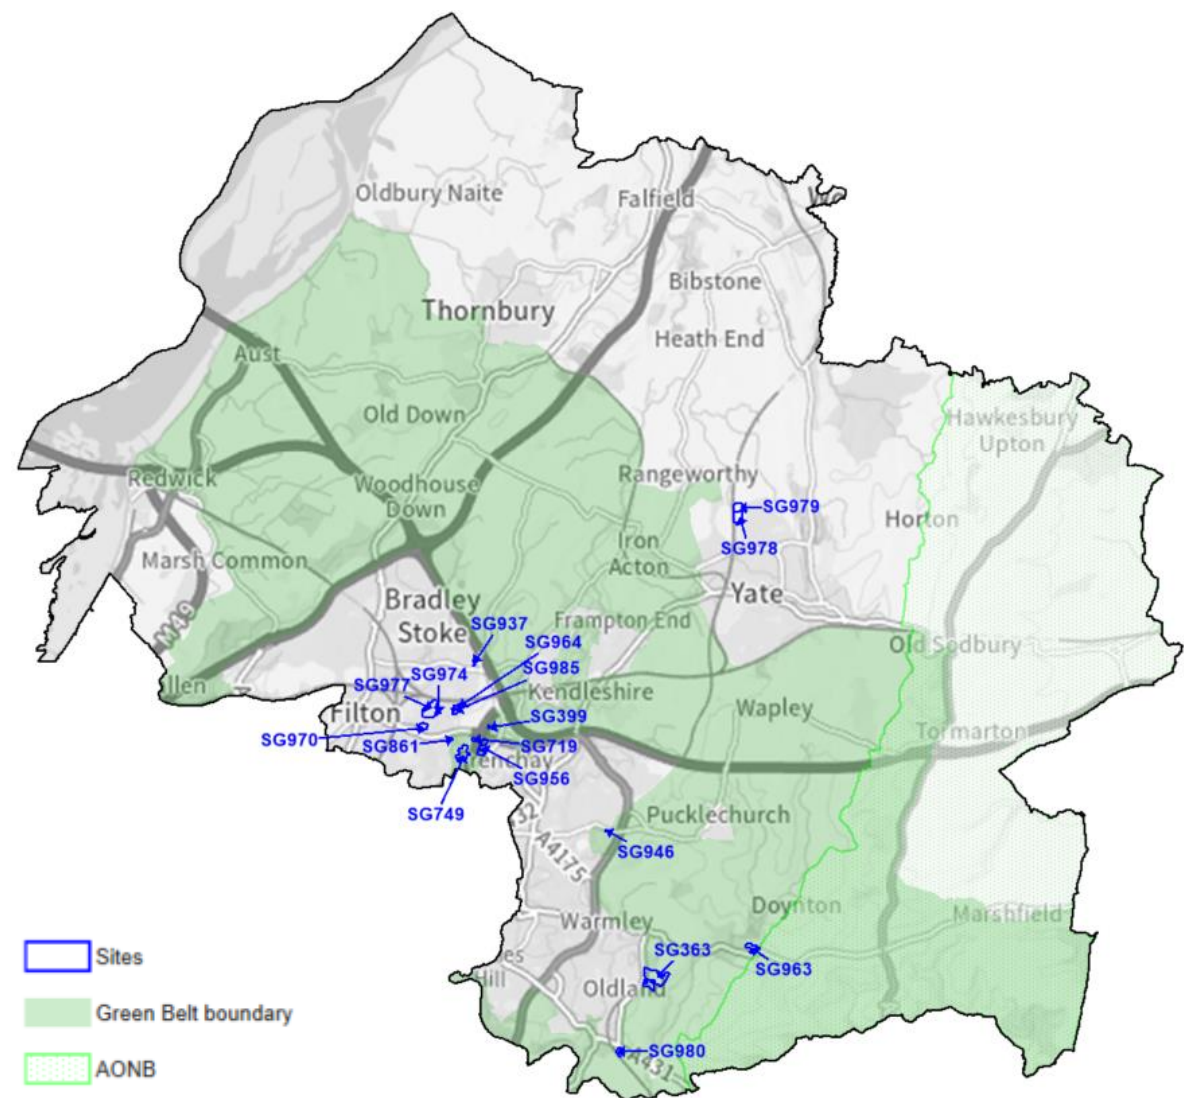 Oldbury Naite
Falfield
Bibstone
Thornbury
Heath End
Aust
Old Down
Hawkesbury
Upton
Redwick
Woodhouse
Down
Rangeworthy
SG979
Horton
SG978
Marsh Common
Iron
Acton
Yate
Bradley
Stoke
Frampton End
M49
SG937
SG964
SG985
Old Sodbury
SG974
SG977
Kendleshire
Wapley
Filton
SG399
SG970
SG861
SG719
Tormarton
SG956
SG749
Pucklechurch
A4175
SG946
Doynton
Marshfield
Warmley
SG363
SG963
Hill
Oldland
SG980
A431
Sites
Green Belt boundary
AONB